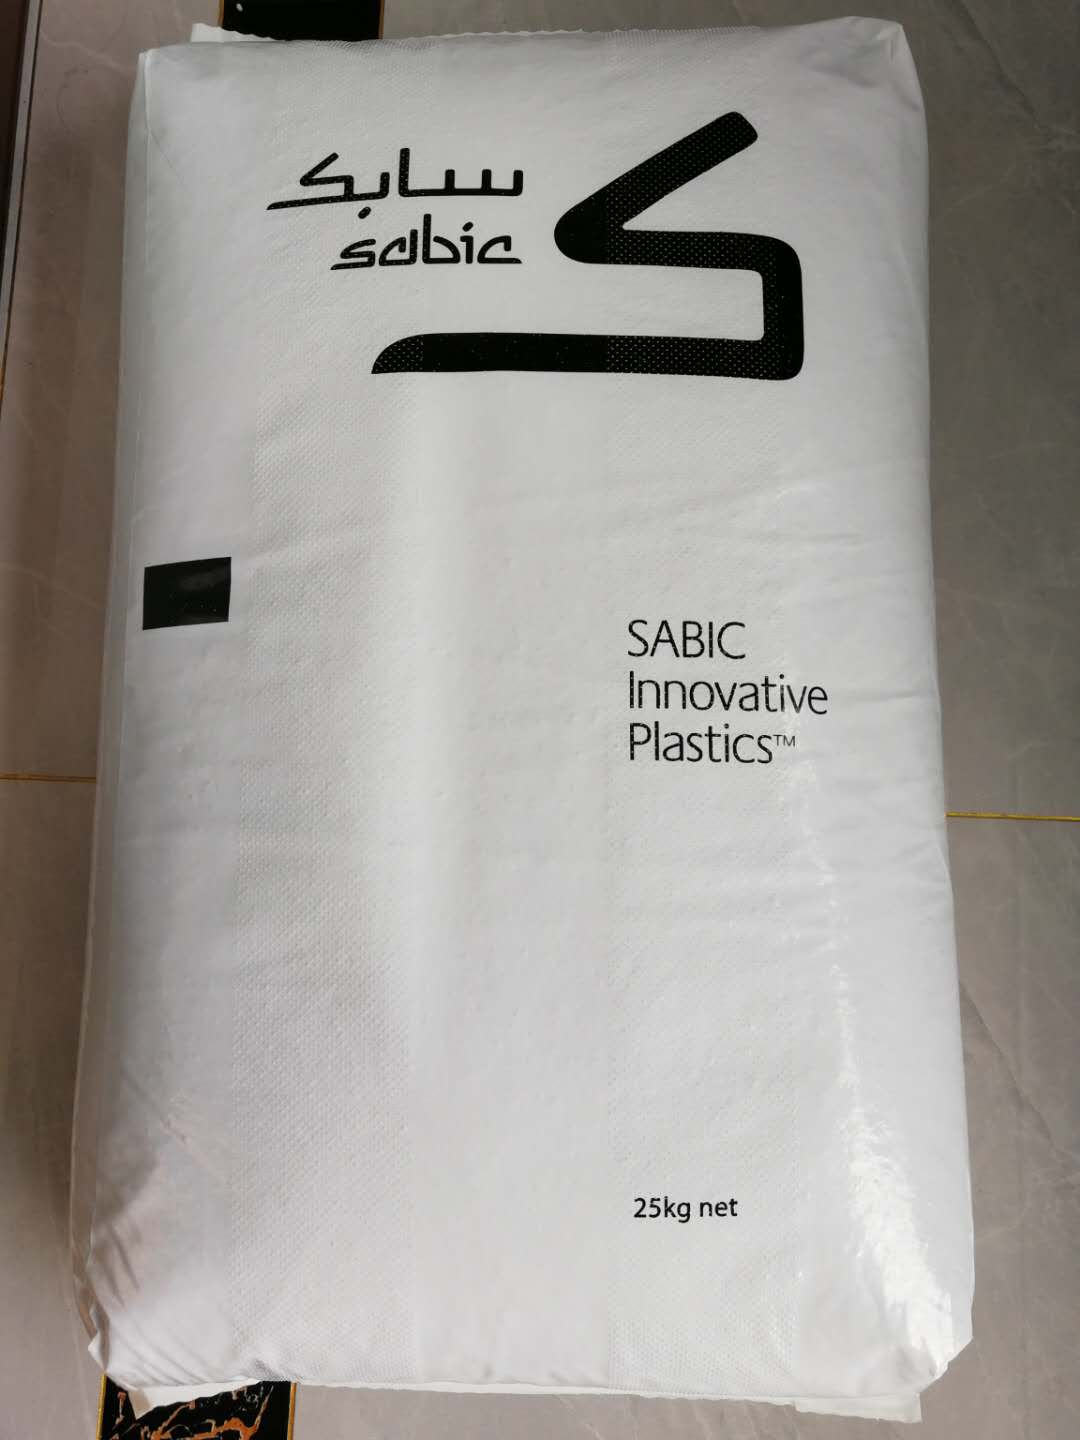 سابك
sabic
SABIC
Innovative
Plastics™
25kg net